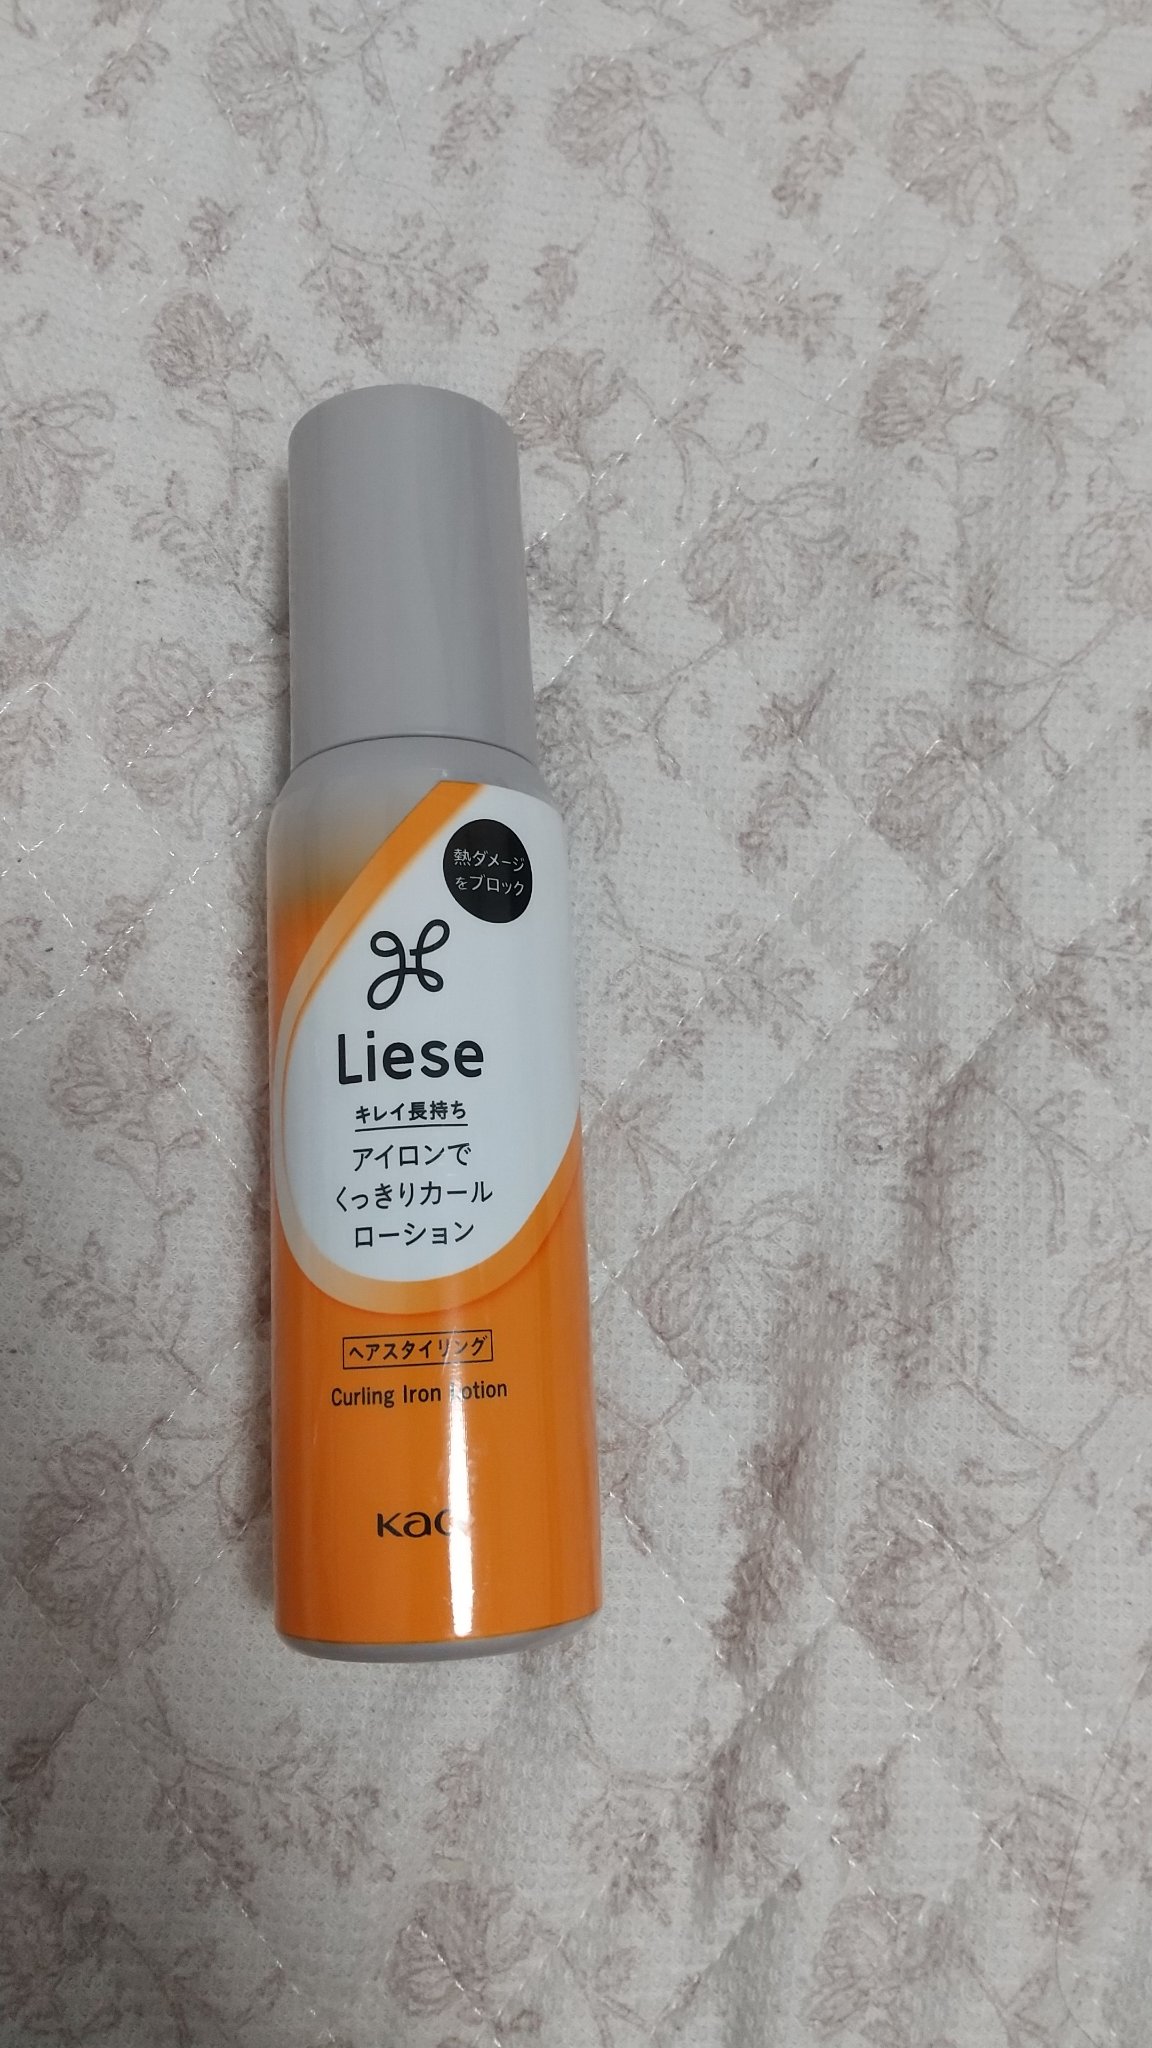 熱ダメージ
をブロック
Liese
キレイ長持ち
アイロンで
くっきりカール
ローション
ヘアスタイリング
Curling Iron Lotion
Kao